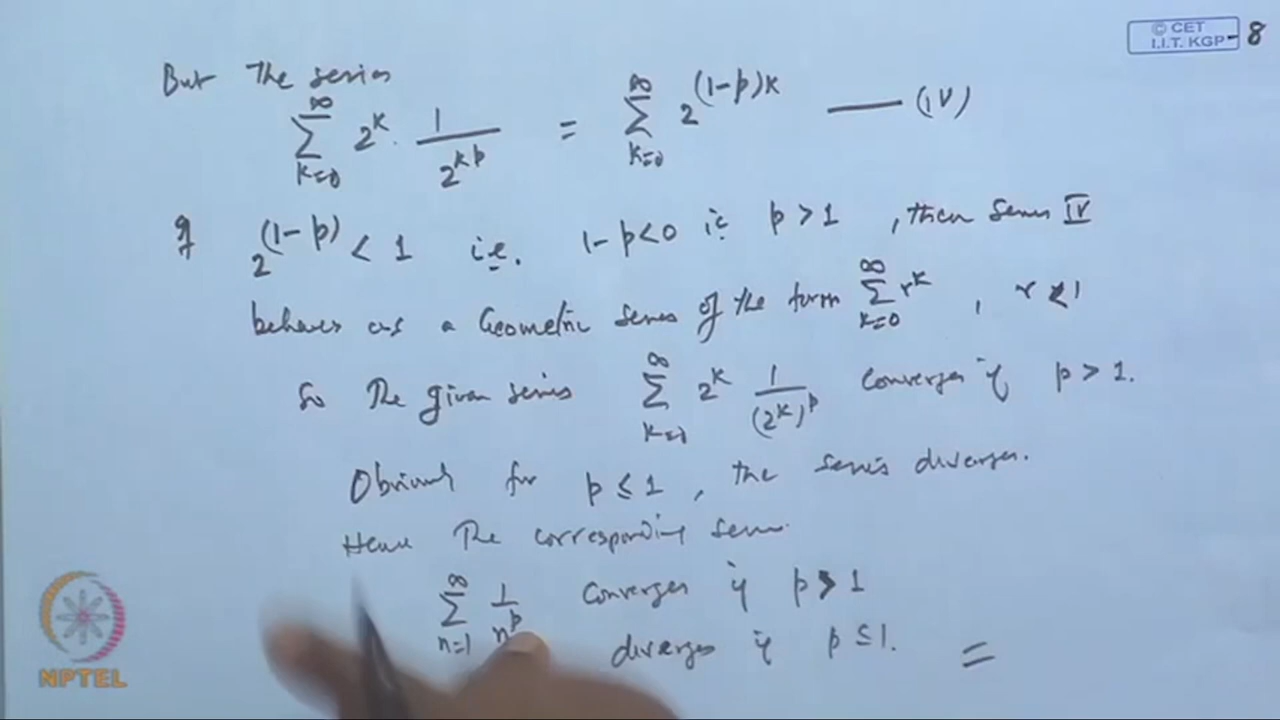 © CET
I.I.T. KGP - 8
But the series
∞ ∑ k=0 2^k · 1/2^{kp} = ∞ ∑ k=0 2^{(1-p)k} —— (IV)
If 2^{(1-p)} < 1 i.e. 1-p<0 ie p > 1 , then series IV
behaves as a Geometric series of the form ∞ ∑ k=0 r^k , r < 1
So the given series ∞ ∑ k=0 2^k 1/(2^k)^p converges if p > 1.
Obvious for p ≤ 1 , the series diverges.
Hence the corresponding series
∞ ∑ n=1 1/n^p converges if p > 1
diverges if p ≤ 1. =
NPTEL